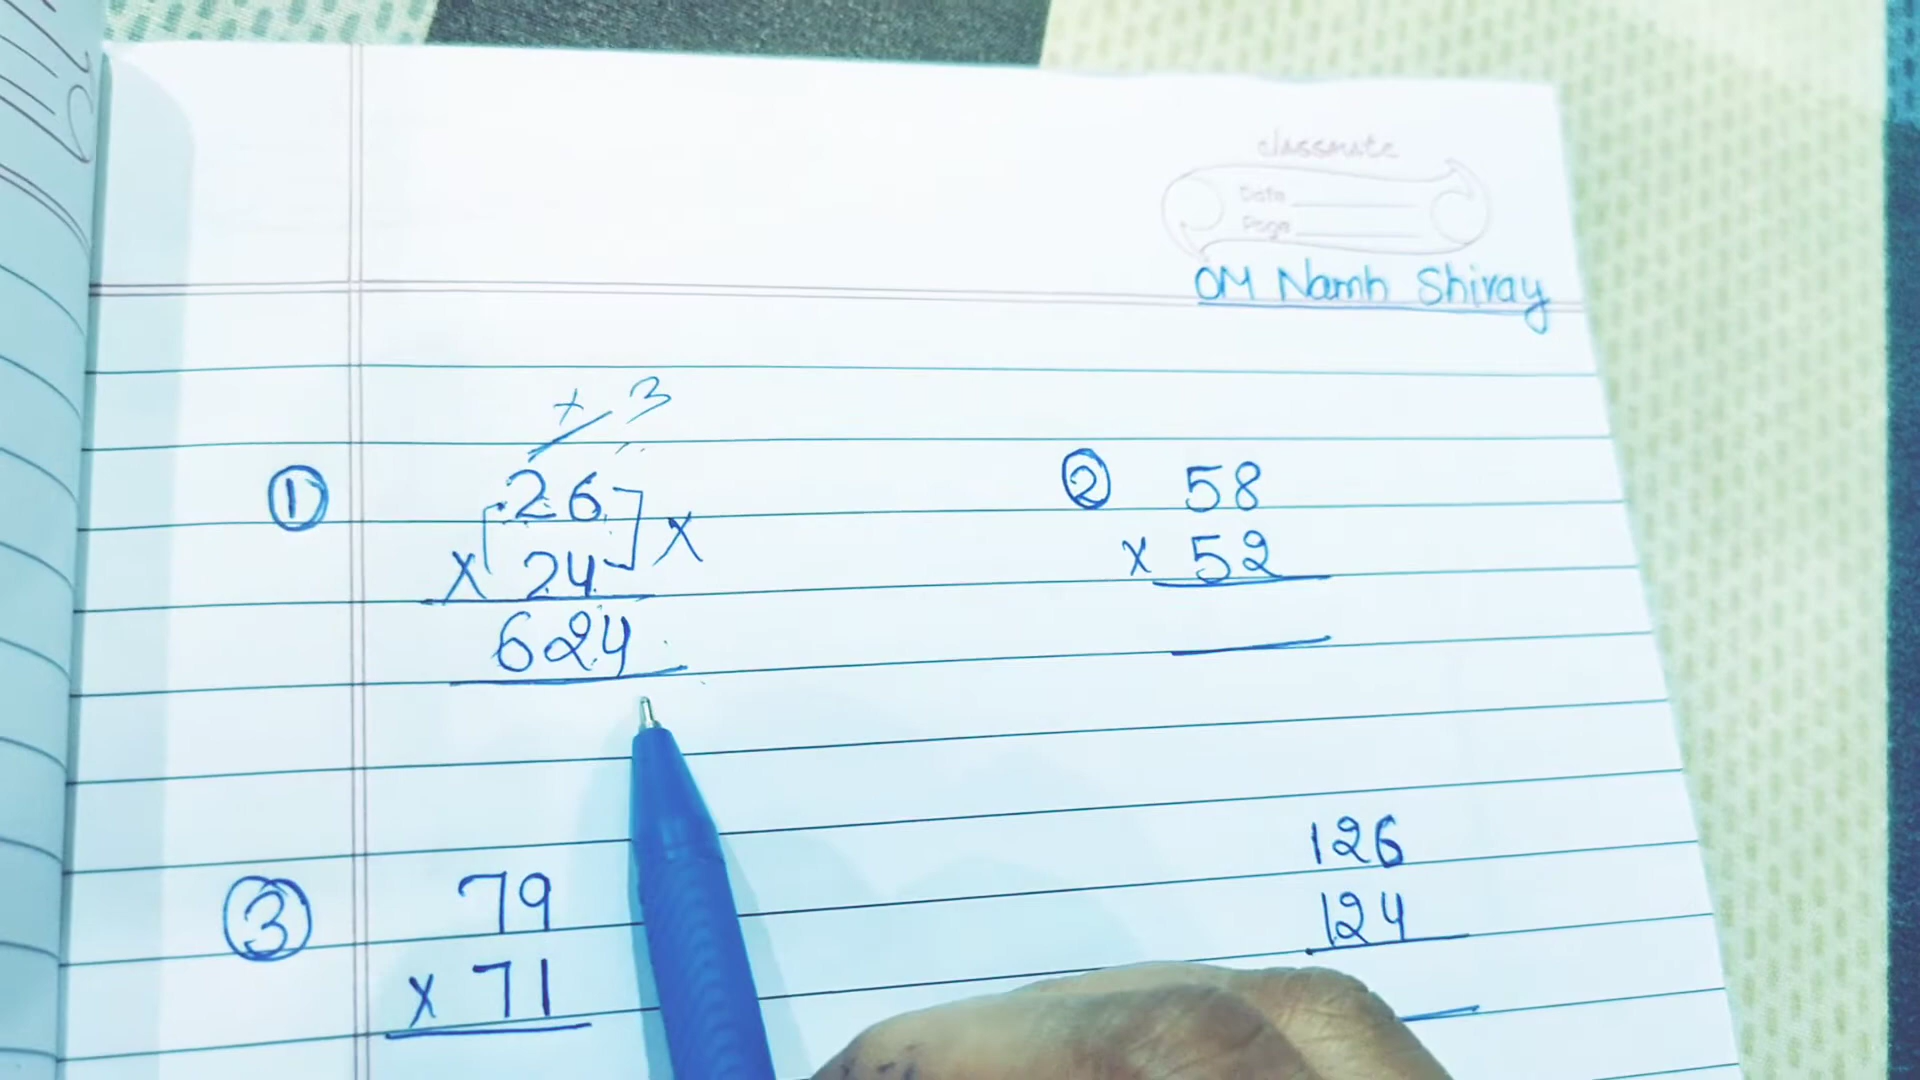 classmate
Date
Page
OM Namh Shivay
+ 3
① 26
X 24 X
624
② 58
x 52
③ 79
x 71
126
124